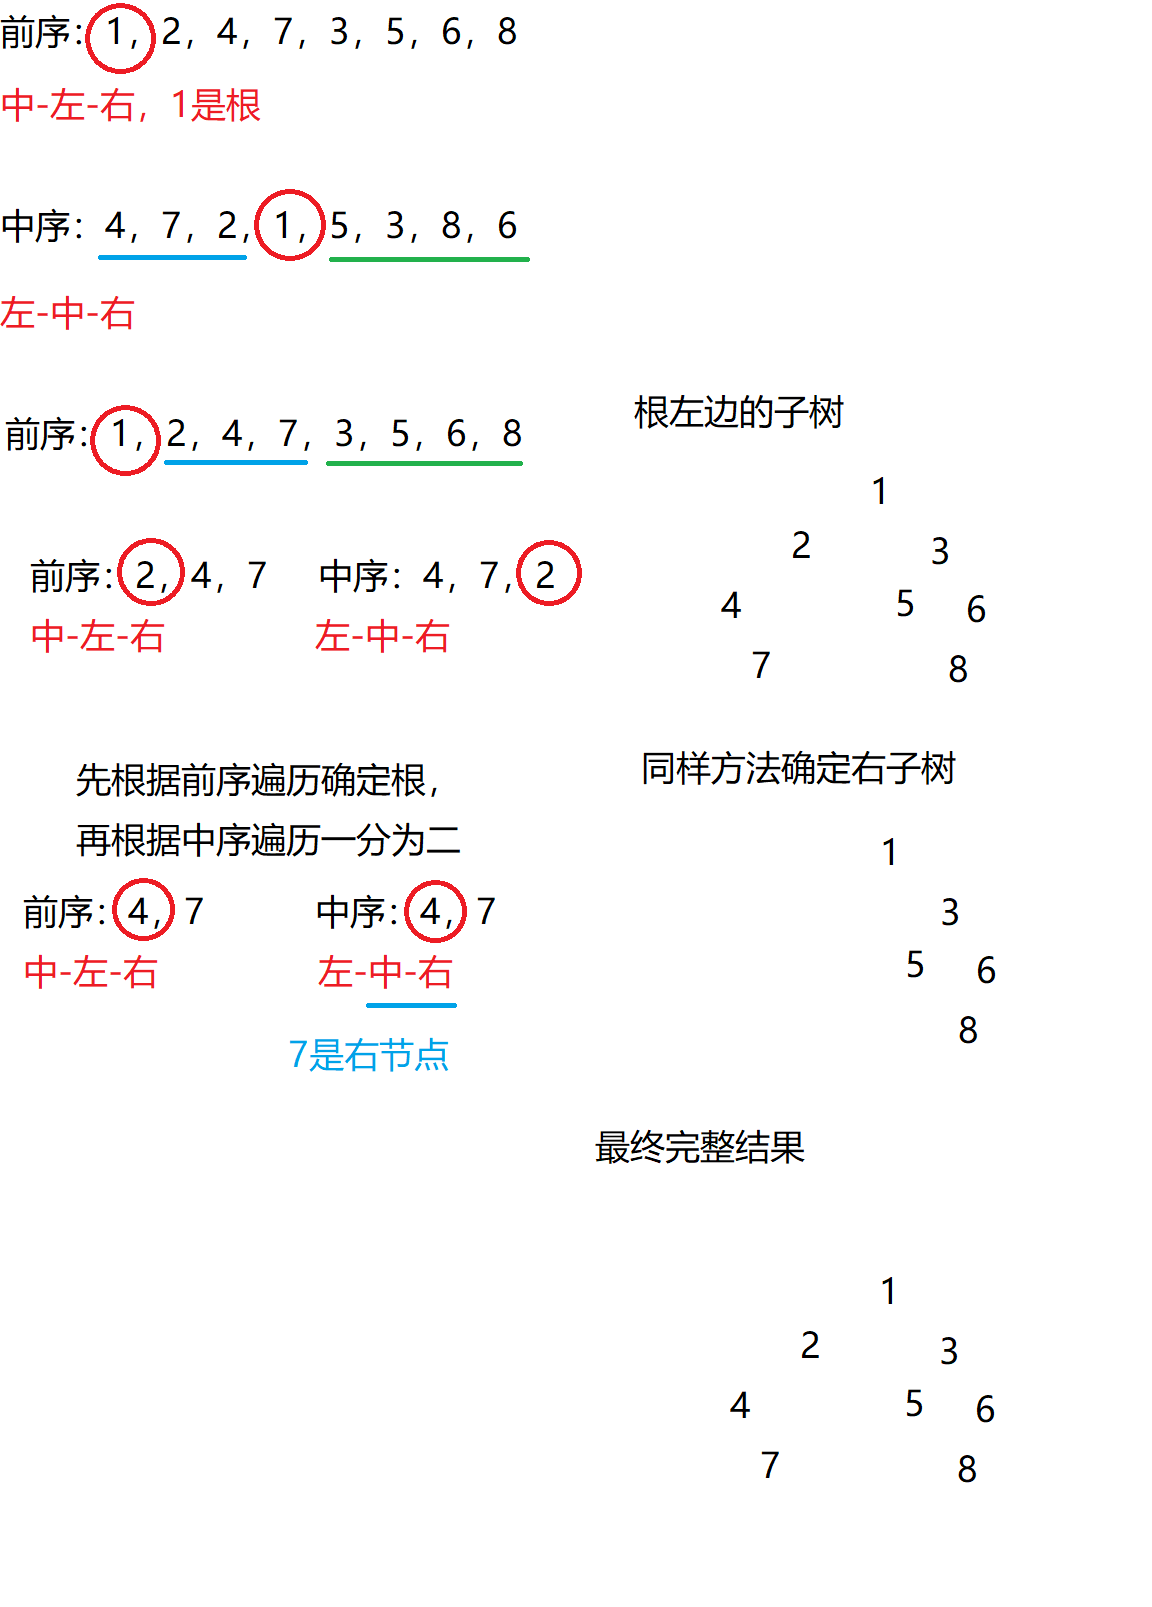 前序：1，2，4，7，3，5，6，8
中-左-右，1是根
中序：4，7，2，1，5，3，8，6
左-中-右
前序：1，2，4，7，3，5，6，8
前序：2，4，7
中序：4，7，2
中-左-右
左-中-右
先根据前序遍历确定根，
再根据中序遍历一分为二
前序：4，7
中序：4，7
中-左-右
左-中-右
7是右节点
根左边的子树
1
2 3
4 5 6
7 8
同样方法确定右子树
1
3
5 6
8
最终完整结果
1
2 3
4 5 6
7 8